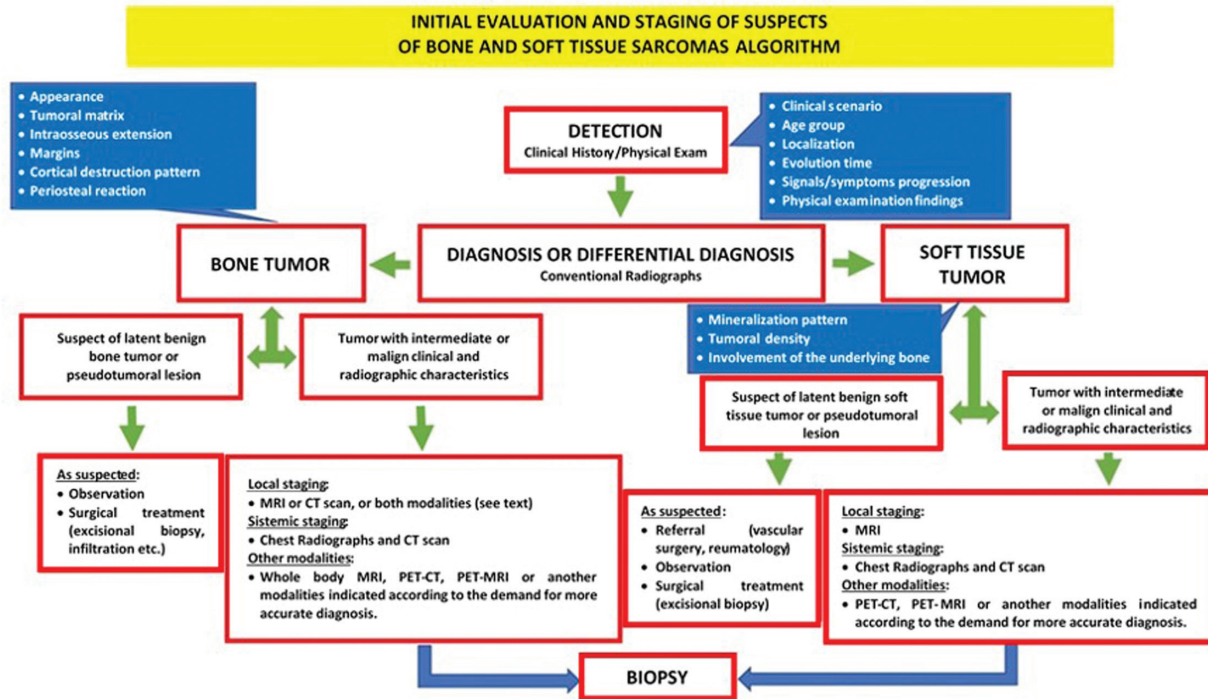 INITIAL EVALUATION AND STAGING OF SUSPECTS
OF BONE AND SOFT TISSUE SARCOMAS ALGORITHM
• Appearance
• Tumoral matrix
• Intraosseous extension
• Margins
• Cortical destruction pattern
• Periosteal reaction
DETECTION
Clinical History/Physical Exam
• Clinical scenario
• Age group
• Localization
• Evolution time
• Signals/symptoms progression
• Physical examination findings
BONE TUMOR
DIAGNOSIS OR DIFFERENTIAL DIAGNOSIS
Conventional Radiographs
SOFT TISSUE
TUMOR
• Mineralization pattern
• Tumoral density
• Involvement of the underlying bone
Suspect of latent benign
bone tumor or
pseudotumoral lesion
Tumor with intermediate or
malign clinical and
radiographic characteristics
Suspect of latent benign soft
tissue tumor or pseudotumoral
lesion
Tumor with intermediate
or malign clinical and
radiographic characteristics
As suspected:
• Observation
• Surgical treatment
(excisional biopsy,
infiltration etc.)
Local staging:
• MRI or CT scan, or both modalities (see text)
Sistemic staging:
• Chest Radiographs and CT scan
Other modalities:
• Whole body MRI, PET-CT, PET-MRI or another
modalities indicated according to the demand for more
accurate diagnosis.
As suspected:
• Referral (vascular
surgery, reumatology)
• Observation
• Surgical treatment
(excisional biopsy)
Local staging:
• MRI
Sistemic staging:
• Chest Radiographs and CT scan
Other modalities:
• PET-CT, PET- MRI or another modalities indicated
according to the demand for more accurate diagnosis.
BIOPSY